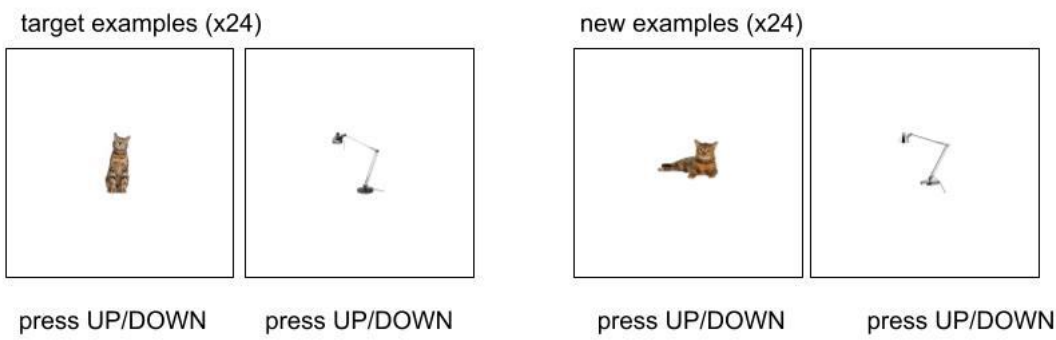 target examples (x24)
new examples (x24)
press UP/DOWN
press UP/DOWN
press UP/DOWN
press UP/DOWN